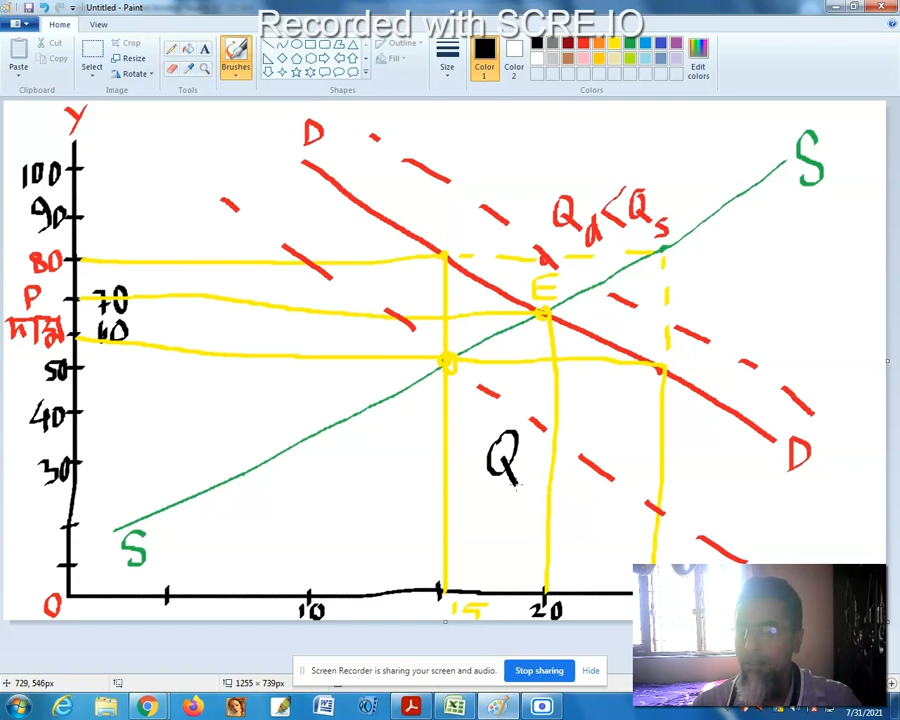 Untitled - Paint
Recorded with SCRE.IO
Home
View
Paste
Cut
Copy
Select
Crop
Resize
Rotate
Brushes
Outline
Fill
Size
Color
1
Color
2
Edit
colors
Clipboard
Image
Tools
Shapes
Colors
Y
D
S
100
90
Qd<Qs
80
E
P
70
60
50
40
Q
D
30
S
0
10
15
20
Screen Recorder is sharing your screen and audio.
Stop sharing
Hide
729, 546px
1255 × 739px
7/31/2021